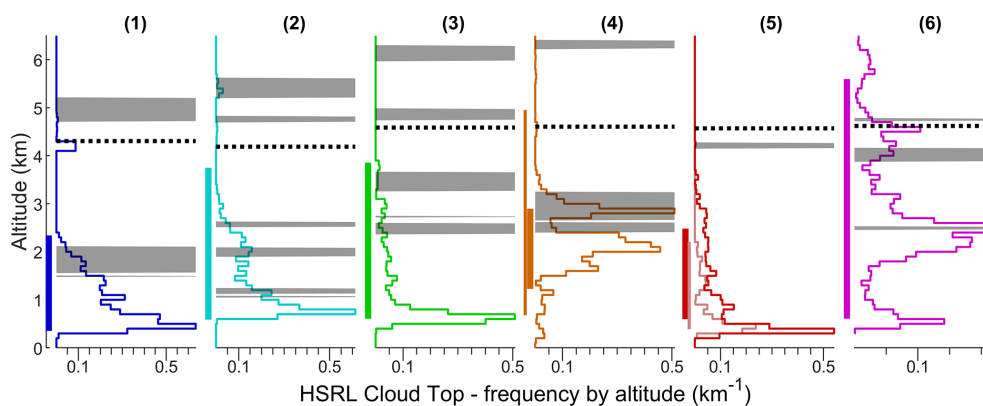 (1) (2) (3) (4) (5) (6)
Altitude (km)
6
5
4
3
2
1
0
0.1 0.5 0.1 0.5 0.1 0.5 0.1 0.5 0.1 0.5 0.1
HSRL Cloud Top - frequency by altitude (km⁻¹)